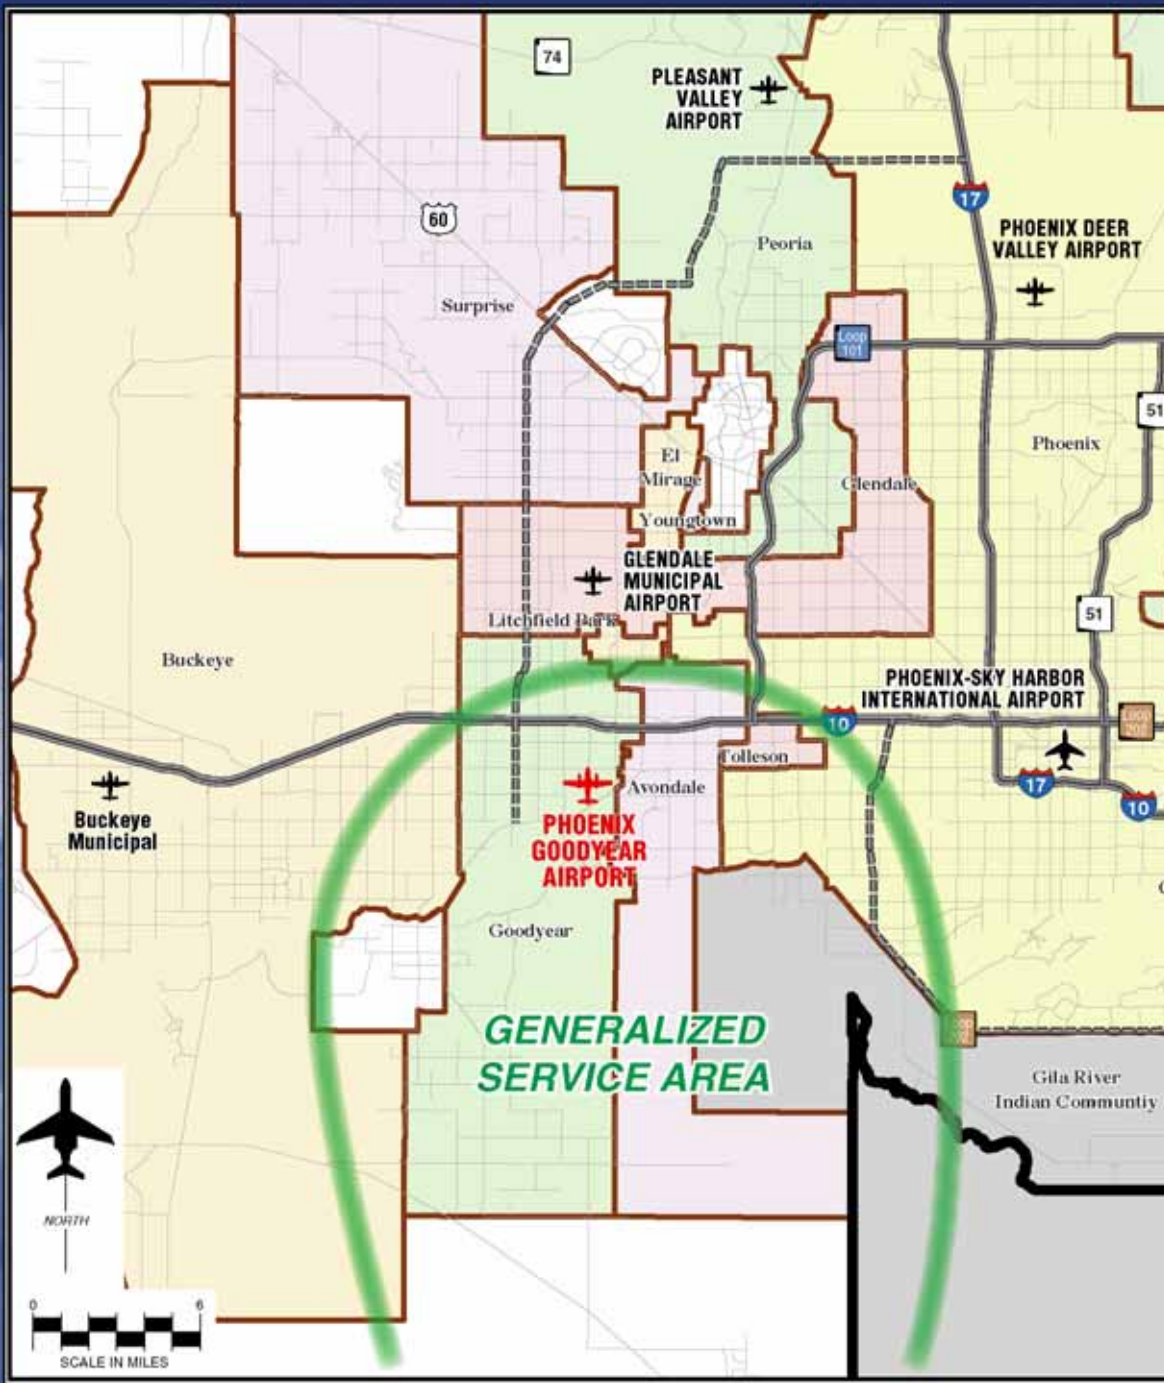 74
PLEASANT
VALLEY
AIRPORT
17
60
PHOENIX DEER
VALLEY AIRPORT
Peoria
Surprise
Loop
101
51
Phoenix
El
Mirage
Glendale
Youngtown
GLENDALE
MUNICIPAL
AIRPORT
51
Litchfield Park
Buckeye
PHOENIX-SKY HARBOR
INTERNATIONAL AIRPORT
10
Loop
Tolleson
17
10
Avondale
Buckeye
Municipal
PHOENIX
GOODYEAR
AIRPORT
Goodyear
GENERALIZED
SERVICE AREA
Loop
Gila River
Indian Communtiy
NORTH
0 6
SCALE IN MILES